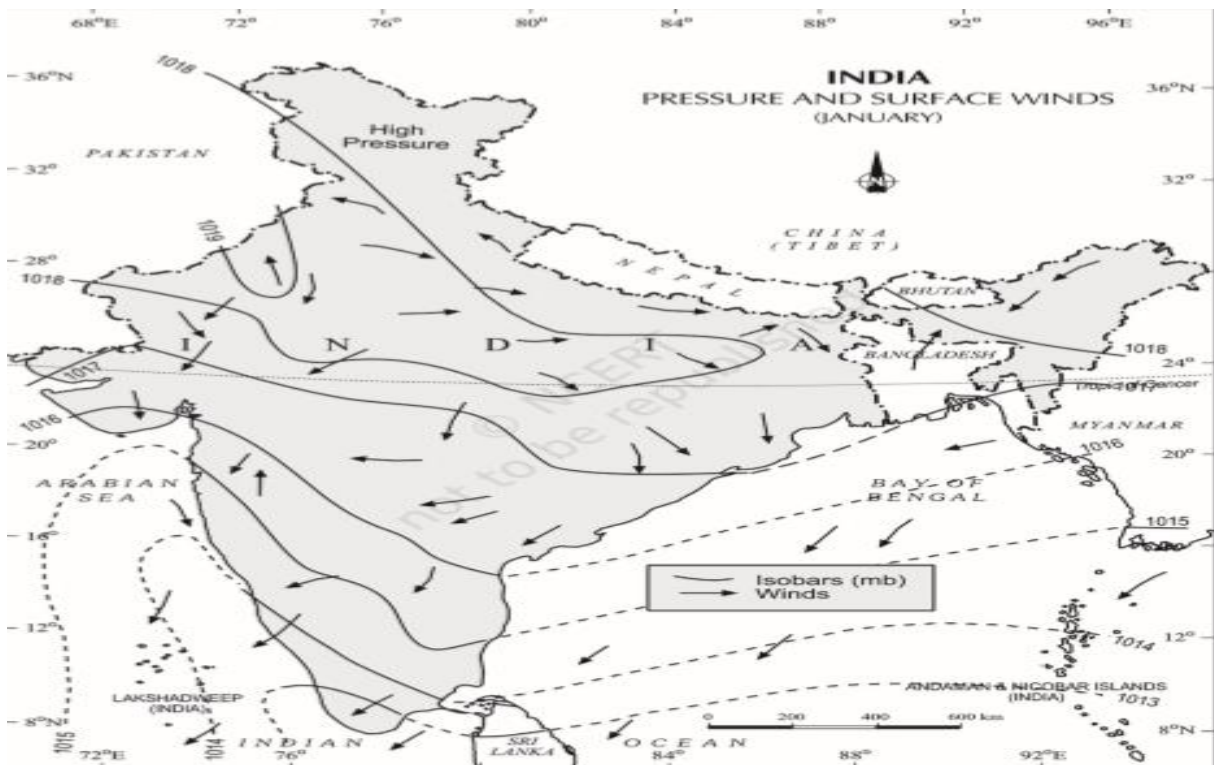 68°E 72° 76° 80° 84° 88° 92° 96°E
INDIA
PRESSURE AND SURFACE WINDS
(JANUARY)
36°N
36°N
1018
High
Pressure
PAKISTAN
32°
32°
N
CHINA
(TIBET)
1019
28°
28°
NEPAL
BHUTAN
1018
I N D I A
BANGLADESH
1018
24°
1017
Tropic of Cancer
1017
MYANMAR
1016
20°
1016
20°
ARABIAN
SEA
BAY OF
BENGAL
© NCERT
not to be republished
16°
1015
Isobars (mb)
Winds
12°
1014
12°
LAKSHADWEEP
(INDIA)
ANDAMAN & NICOBAR ISLANDS
(INDIA)
1013
8°N
8°N
1015
1014
INDIAN OCEAN
SRI
LANKA
0 200 400 600 km
72°E 76° 84° 88° 92°E